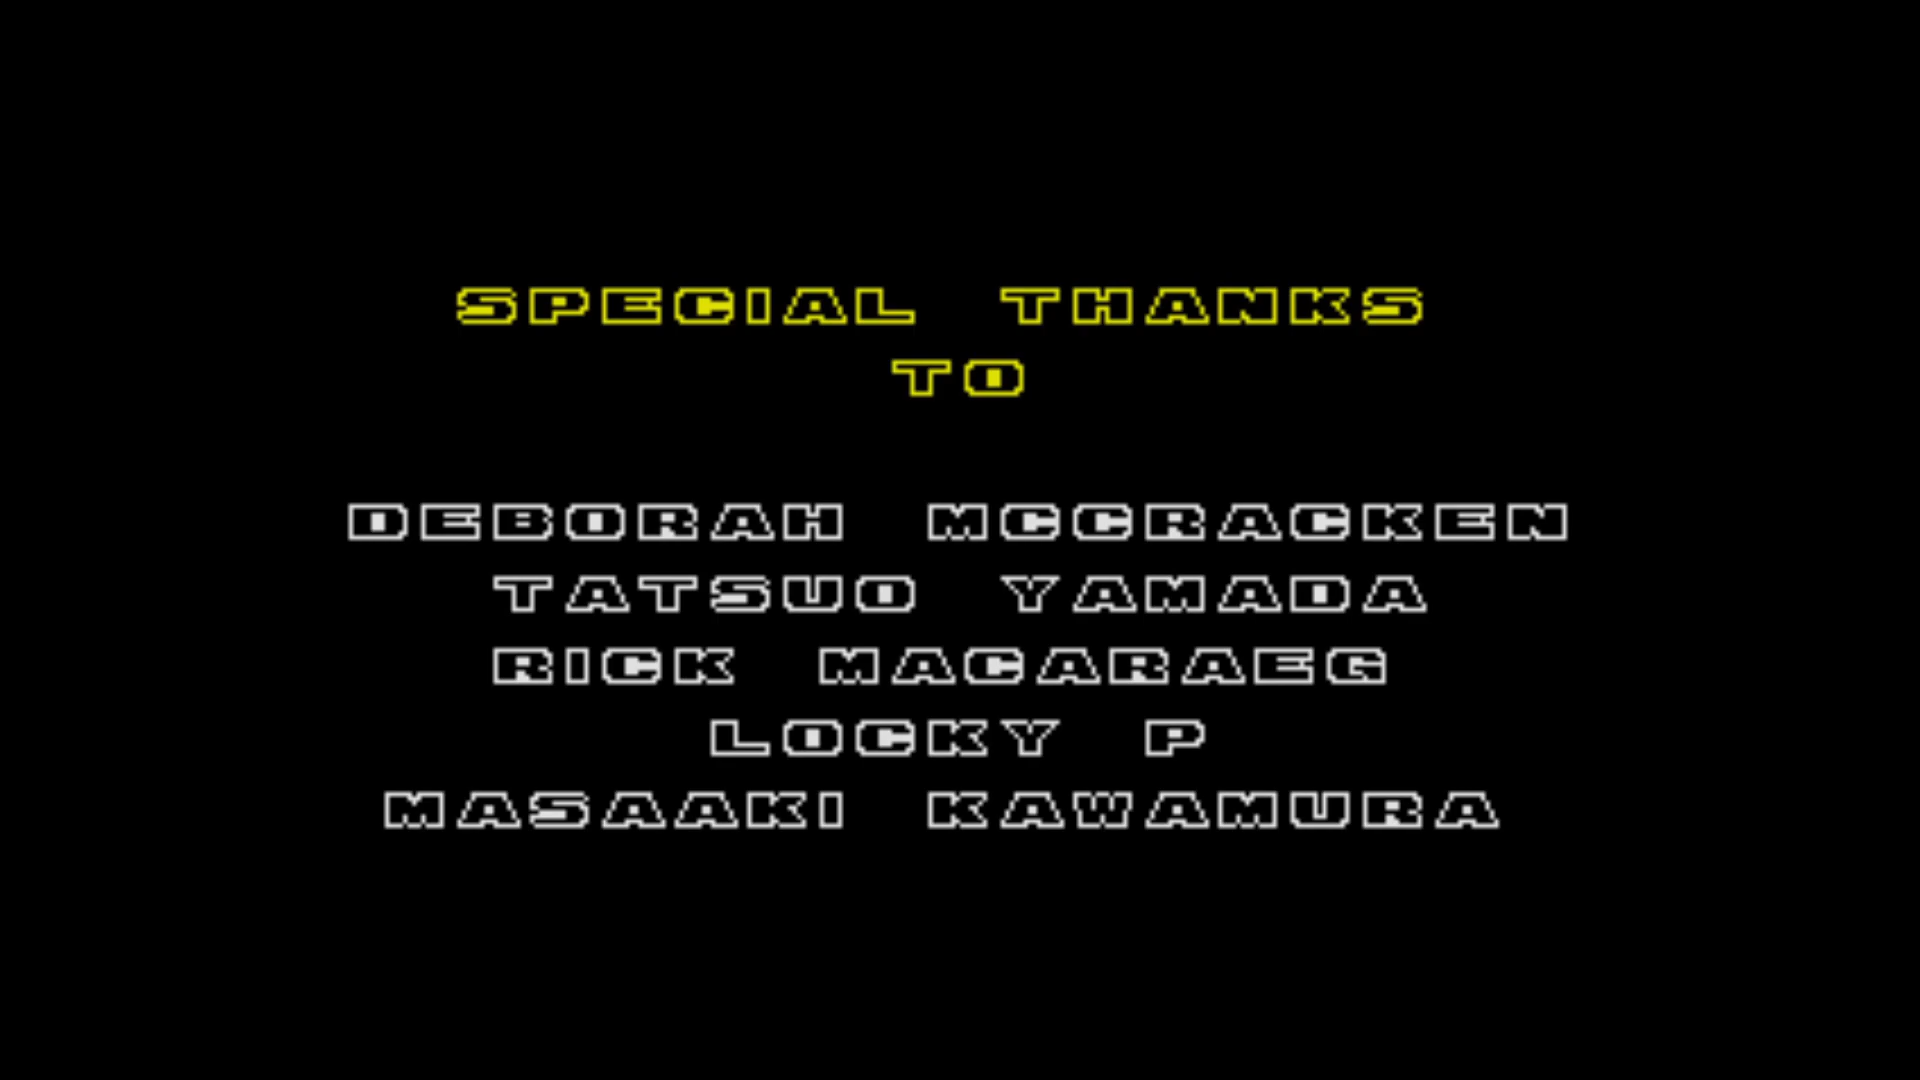 SPECIAL THANKS
TO
DEBORAH MCCRACKEN
TATSUO YAMADA
RICK MACARAEG
LOCKY P
MASAAKI KAWAMURA